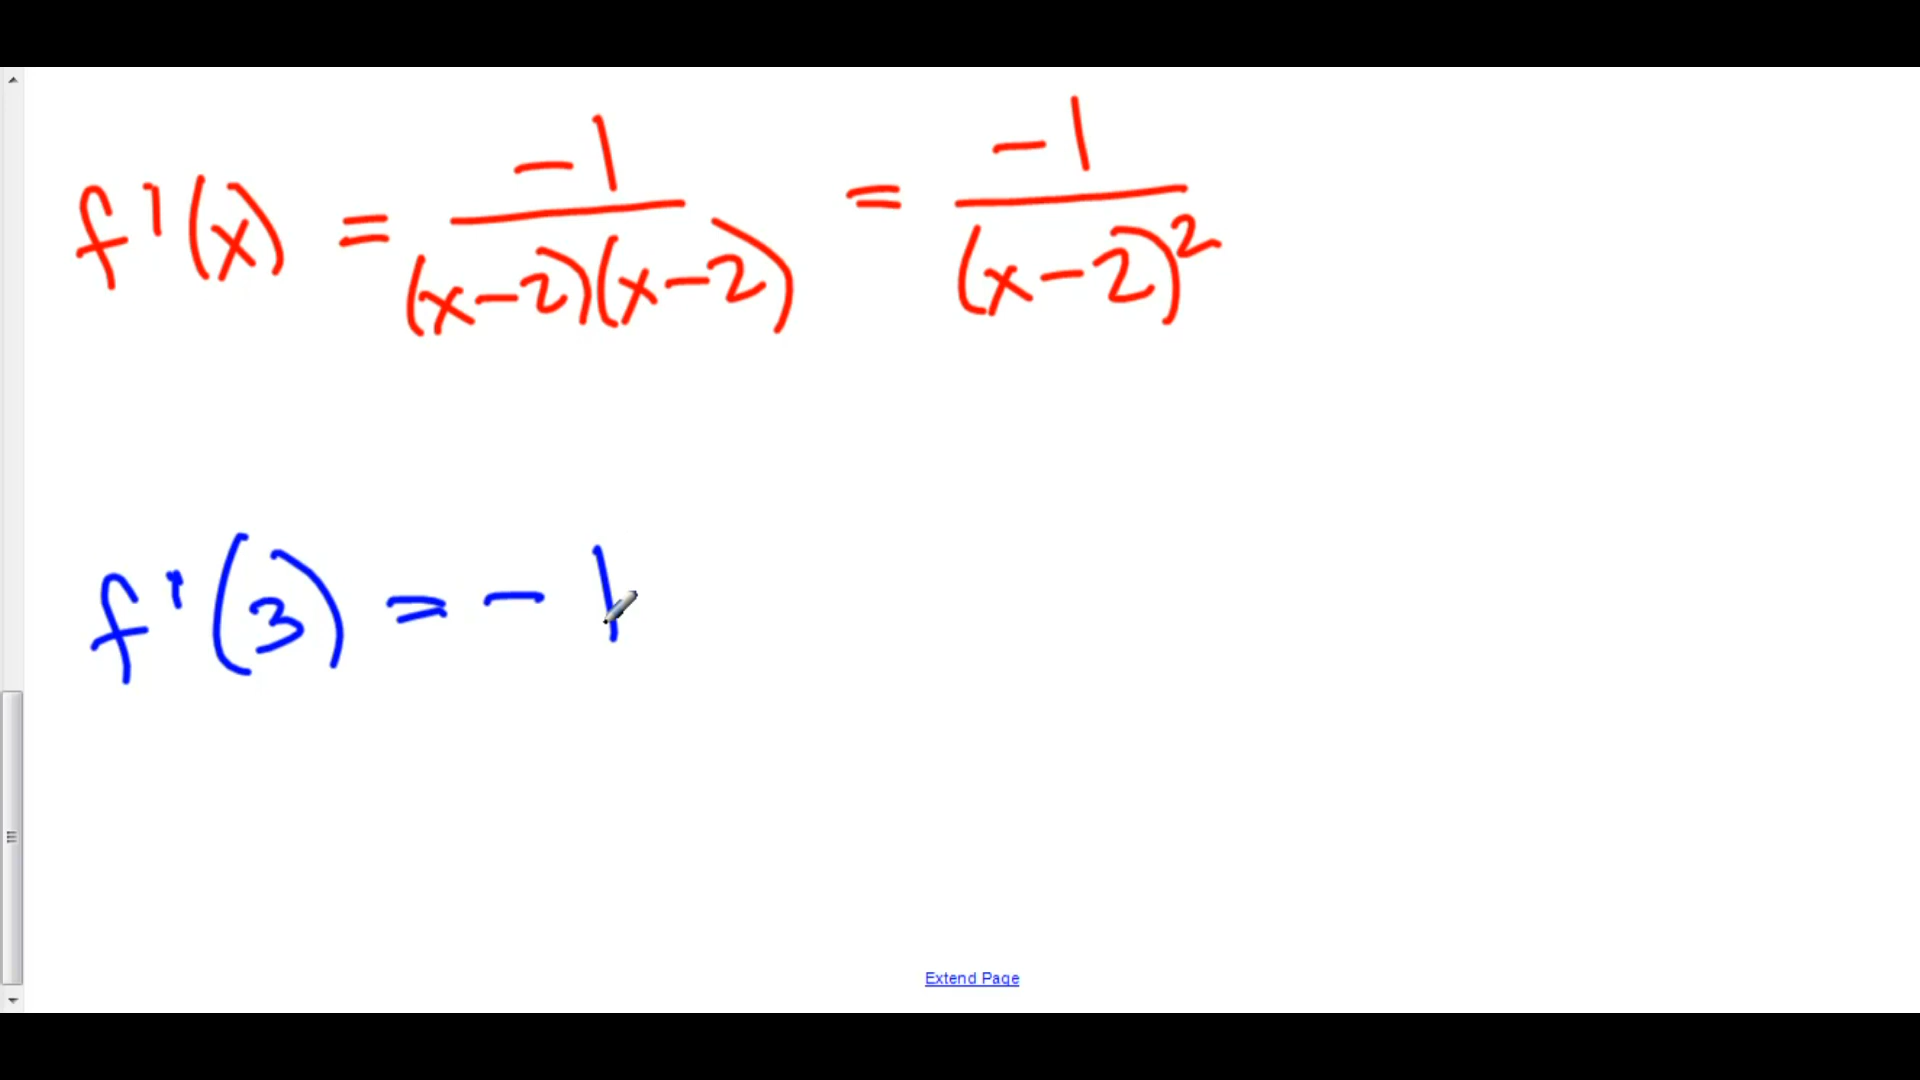 f'(x) = -1/((x-2)(x-2)) = -1/(x-2)²
f'(3) = - 1
Extend Page